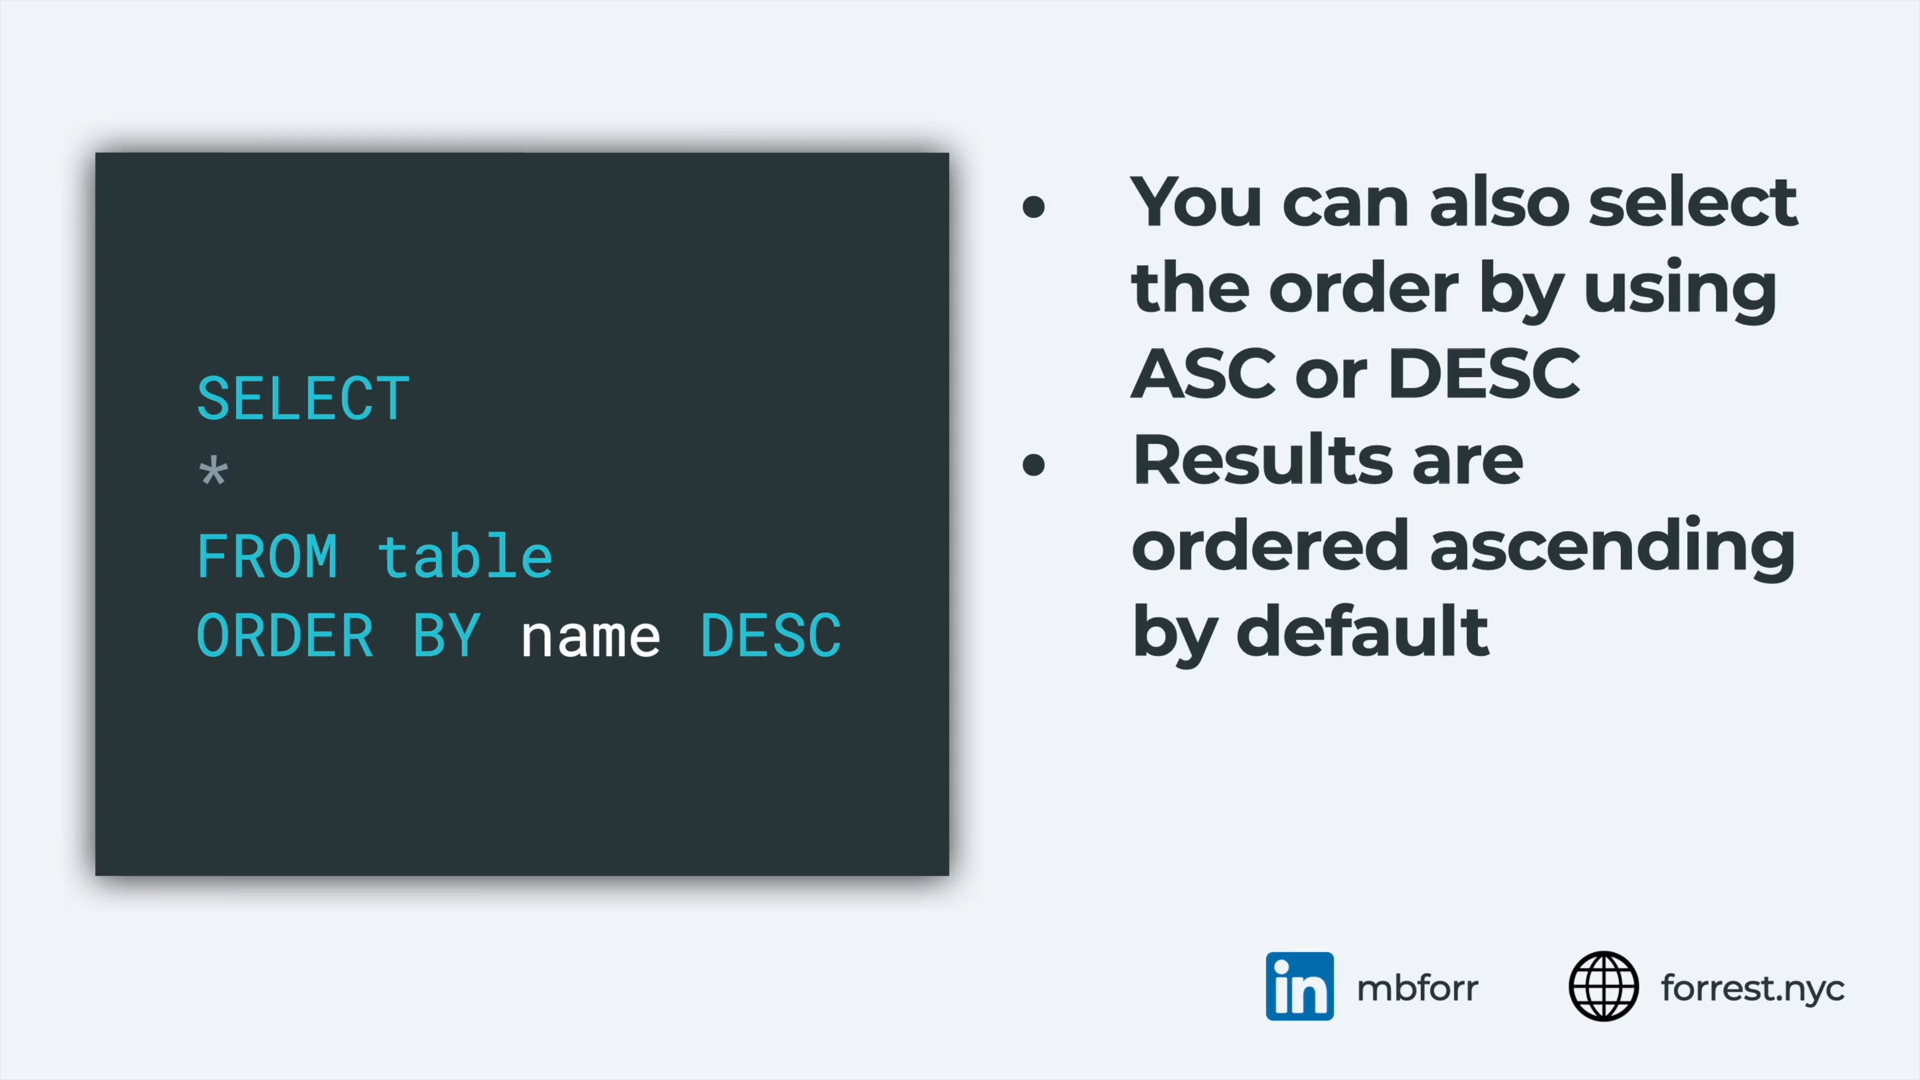 SELECT
*
FROM table
ORDER BY name DESC
• You can also select
the order by using
ASC or DESC
• Results are
ordered ascending
by default
in mbforr
forrest.nyc